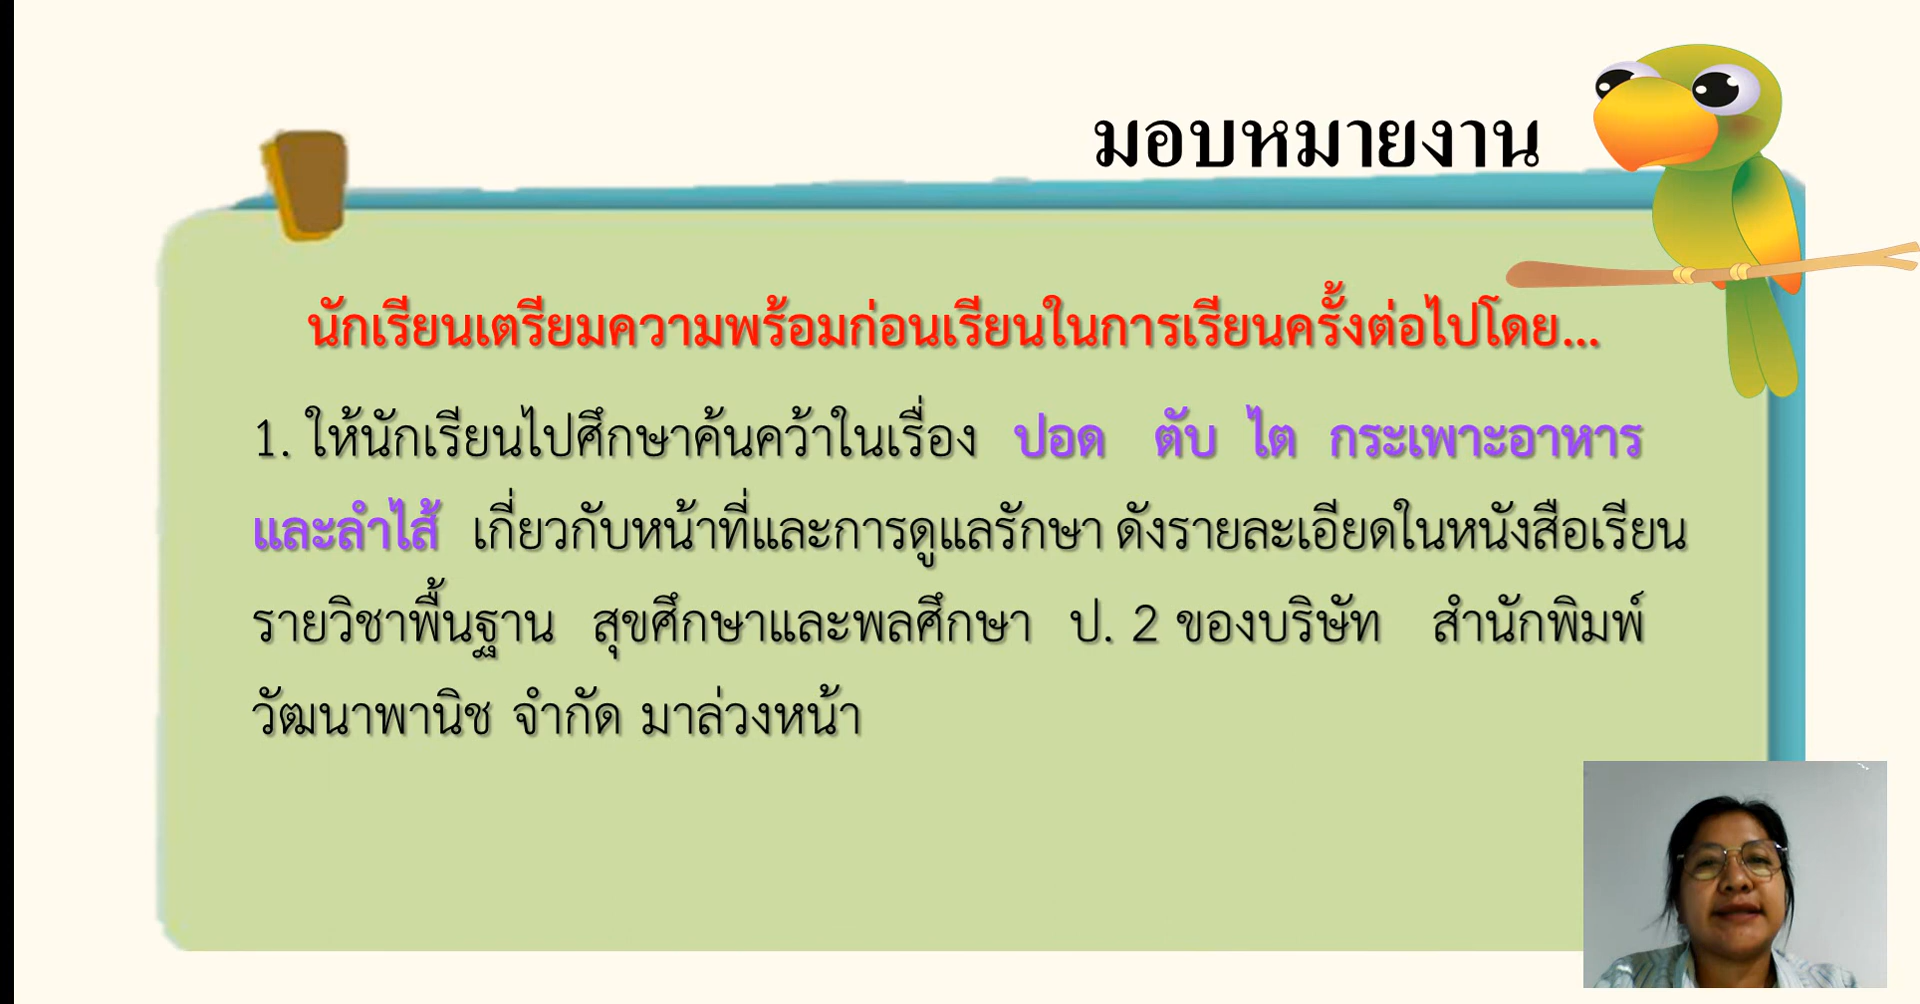 มอบหมายงาน
นักเรียนเตรียมความพร้อมก่อนเรียนในการเรียนครั้งต่อไปโดย...
1. ให้นักเรียนไปศึกษาค้นคว้าในเรื่อง ปอด ตับ ไต กระเพาะอาหาร
และลำไส้ เกี่ยวกับหน้าที่และการดูแลรักษา ดังรายละเอียดในหนังสือเรียน
รายวิชาพื้นฐาน สุขศึกษาและพลศึกษา ป. 2 ของบริษัท สำนักพิมพ์
วัฒนาพานิช จำกัด มาล่วงหน้า